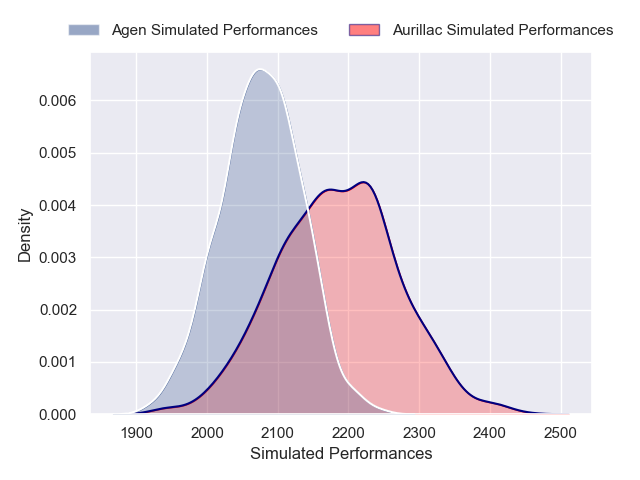 Agen Simulated Performances
Aurillac Simulated Performances
0.006
0.005
0.004
0.003
0.002
0.001
0.000
Density
1900 2000 2100 2200 2300 2400 2500
Simulated Performances